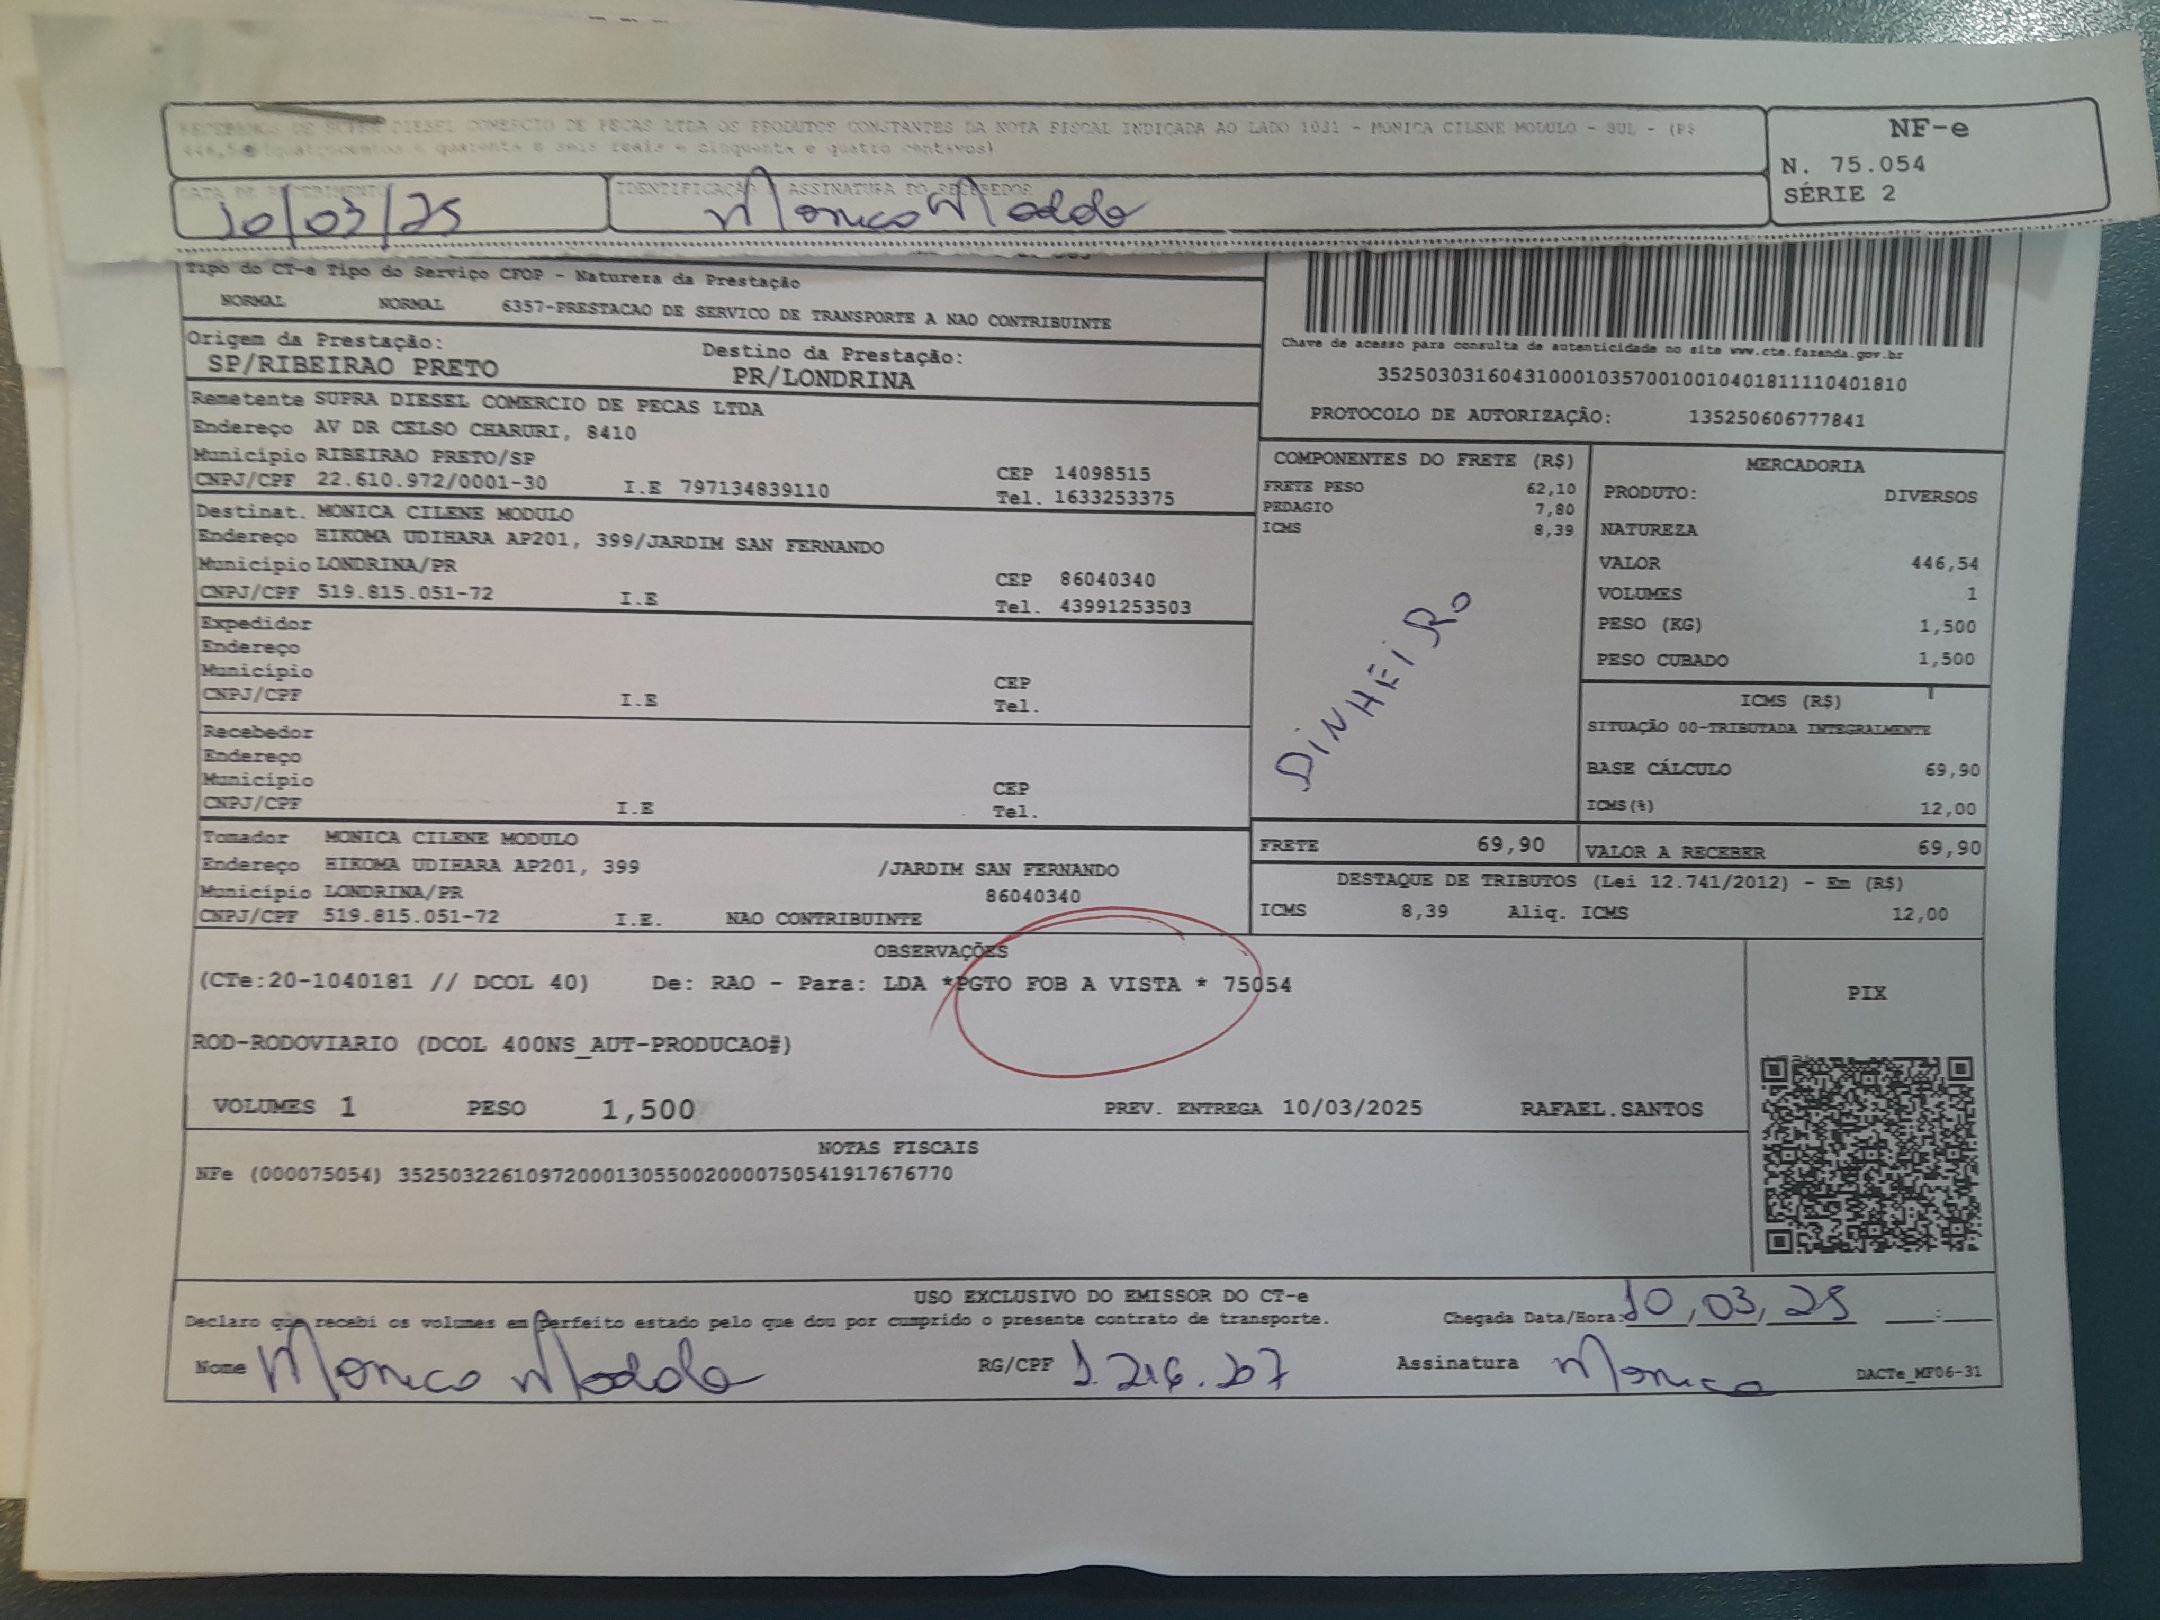 RECEBEMOS DE SUPRA DIESEL COMERCIO DE PECAS LTDA OS PRODUTOS CONSTANTES DA NOTA FISCAL INDICADA AO LADO 1031 - MONICA CILENE MODULO - SUL - (R$
446,54 (quatrocentos e quarenta e seis reais e cinquenta e quatro centavos)
NF-e
N. 75.054
SÉRIE 2
DATA DE RECEBIMENTO
10/03/25
IDENTIFICAÇÃO E ASSINATURA DO RECEBEDOR
Monica Modulo
Tipo do CT-e Tipo do Serviço CFOP - Natureza da Prestação
NORMAL NORMAL 6357-PRESTACAO DE SERVICO DE TRANSPORTE A NAO CONTRIBUINTE
Origem da Prestação: Destino da Prestação:
SP/RIBEIRAO PRETO PR/LONDRINA
Chave de acesso para consulta de autenticidade no site www.cte.fazenda.gov.br
35250303160431000103570010010401811110401810
PROTOCOLO DE AUTORIZAÇÃO: 135250606777841
Remetente SUPRA DIESEL COMERCIO DE PECAS LTDA
Endereço AV DR CELSO CHARURI, 8410
Município RIBEIRAO PRETO/SP CEP 14098515
CNPJ/CPF 22.610.972/0001-30 I.E 797134839110 Tel. 1633253375
Destinat. MONICA CILENE MODULO
Endereço HIKOMA UDIHARA AP201, 399/JARDIM SAN FERNANDO
Município LONDRINA/PR CEP 86040340
CNPJ/CPF 519.815.051-72 I.E Tel. 43991253503
Expedidor
Endereço
Município CEP
CNPJ/CPF I.E Tel.
Recebedor
Endereço
Município CEP
CNPJ/CPF I.E Tel.
Tomador MONICA CILENE MODULO
Endereço HIKOMA UDIHARA AP201, 399 /JARDIM SAN FERNANDO
Município LONDRINA/PR 86040340
CNPJ/CPF 519.815.051-72 I.E. NAO CONTRIBUINTE
COMPONENTES DO FRETE (R$)
FRETE PESO 62,10
PEDAGIO 7,80
ICMS 8,39
DINHEIRO
FRETE 69,90
MERCADORIA
PRODUTO: DIVERSOS
NATUREZA
VALOR 446,54
VOLUMES 1
PESO (KG) 1,500
PESO CUBADO 1,500
ICMS (R$)
SITUAÇÃO 00-TRIBUTADA INTEGRALMENTE
BASE CÁLCULO 69,90
ICMS(%) 12,00
VALOR A RECEBER 69,90
DESTAQUE DE TRIBUTOS (Lei 12.741/2012) - Em (R$)
ICMS 8,39 Aliq. ICMS 12,00
OBSERVAÇÕES
(CTe:20-1040181 // DCOL 40) De: RAO - Para: LDA *PGTO FOB A VISTA * 75054
ROD-RODOVIARIO (DCOL 400NS_AUT-PRODUCAO#)
PIX
VOLUMES 1 PESO 1,500 PREV. ENTREGA 10/03/2025 RAFAEL.SANTOS
NOTAS FISCAIS
NFe (000075054) 35250322610972000130550020000750541917676770
USO EXCLUSIVO DO EMISSOR DO CT-e
Declaro que recebi os volumes em perfeito estado pelo que dou por cumprido o presente contrato de transporte. Chegada Data/Hora: 10,03,25 __:__
Nome Monica Modulo RG/CPF 1.216.207 Assinatura Monica DACTe_MF06-31